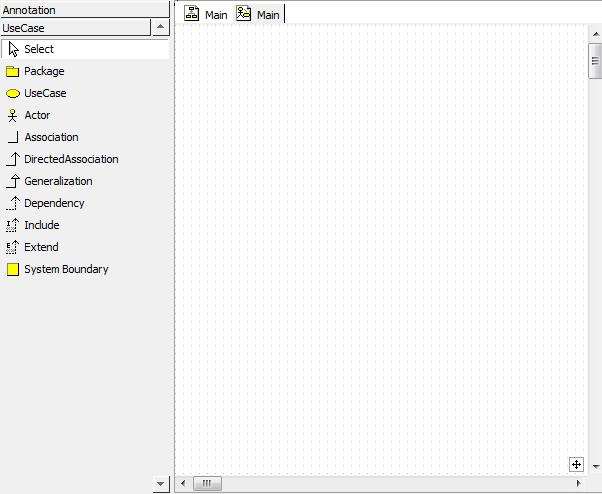 Annotation
UseCase
Select
Package
UseCase
Actor
Association
DirectedAssociation
Generalization
Dependency
Include
Extend
System Boundary
Main Main